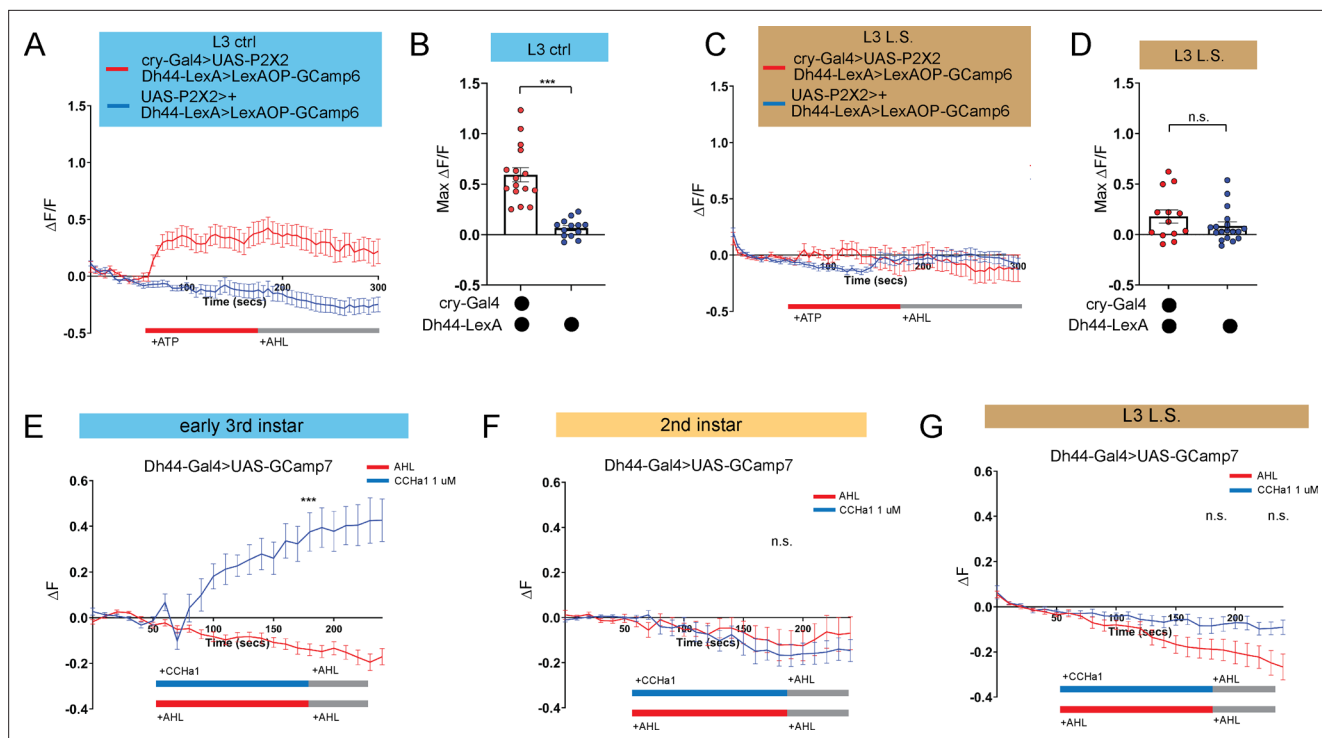 A
L3 ctrl
cry-Gal4>UAS-P2X2
Dh44-LexA>LexAOP-GCamp6
UAS-P2X2>+
Dh44-LexA>LexAOP-GCamp6
1.5
1.0
0.5
0.0
-0.5
ΔF/F
100
200
300
Time (secs)
+ATP
+AHL
B
L3 ctrl
***
1.5
1.0
0.5
0.0
0.5
Max ΔF/F
cry-Gal4
Dh44-LexA
C
L3 L.S.
cry-Gal4>UAS-P2X2
Dh44-LexA>LexAOP-GCamp6
UAS-P2X2>+
Dh44-LexA>LexAOP-GCamp6
1.5
1.0
0.5
0.0
-0.5
ΔF/F
100
200
300
Time (secs)
+ATP
+AHL
D
L3 L.S.
n.s.
1.5
1.0
0.5
0.0
0.5
Max ΔF/F
cry-Gal4
Dh44-LexA
E
early 3rd instar
Dh44-Gal4>UAS-GCamp7
AHL
CCHa1 1 uM
***
0.6
0.4
0.2
0.0
-0.2
-0.4
ΔF
50
100
150
200
Time (secs)
+CCHa1
+AHL
+AHL
+AHL
F
2nd instar
Dh44-Gal4>UAS-GCamp7
AHL
CCHa1 1 uM
n.s.
0.6
0.4
0.2
0.0
-0.2
-0.4
ΔF
50
100
150
200
Time (secs)
+CCHa1
+AHL
+AHL
+AHL
G
L3 L.S.
Dh44-Gal4>UAS-GCamp7
AHL
CCHa1 1 uM
n.s.
n.s.
0.6
0.4
0.2
0.0
-0.2
-0.4
ΔF
50
100
150
200
Time (secs)
+CCHa1
+AHL
+AHL
+AHL